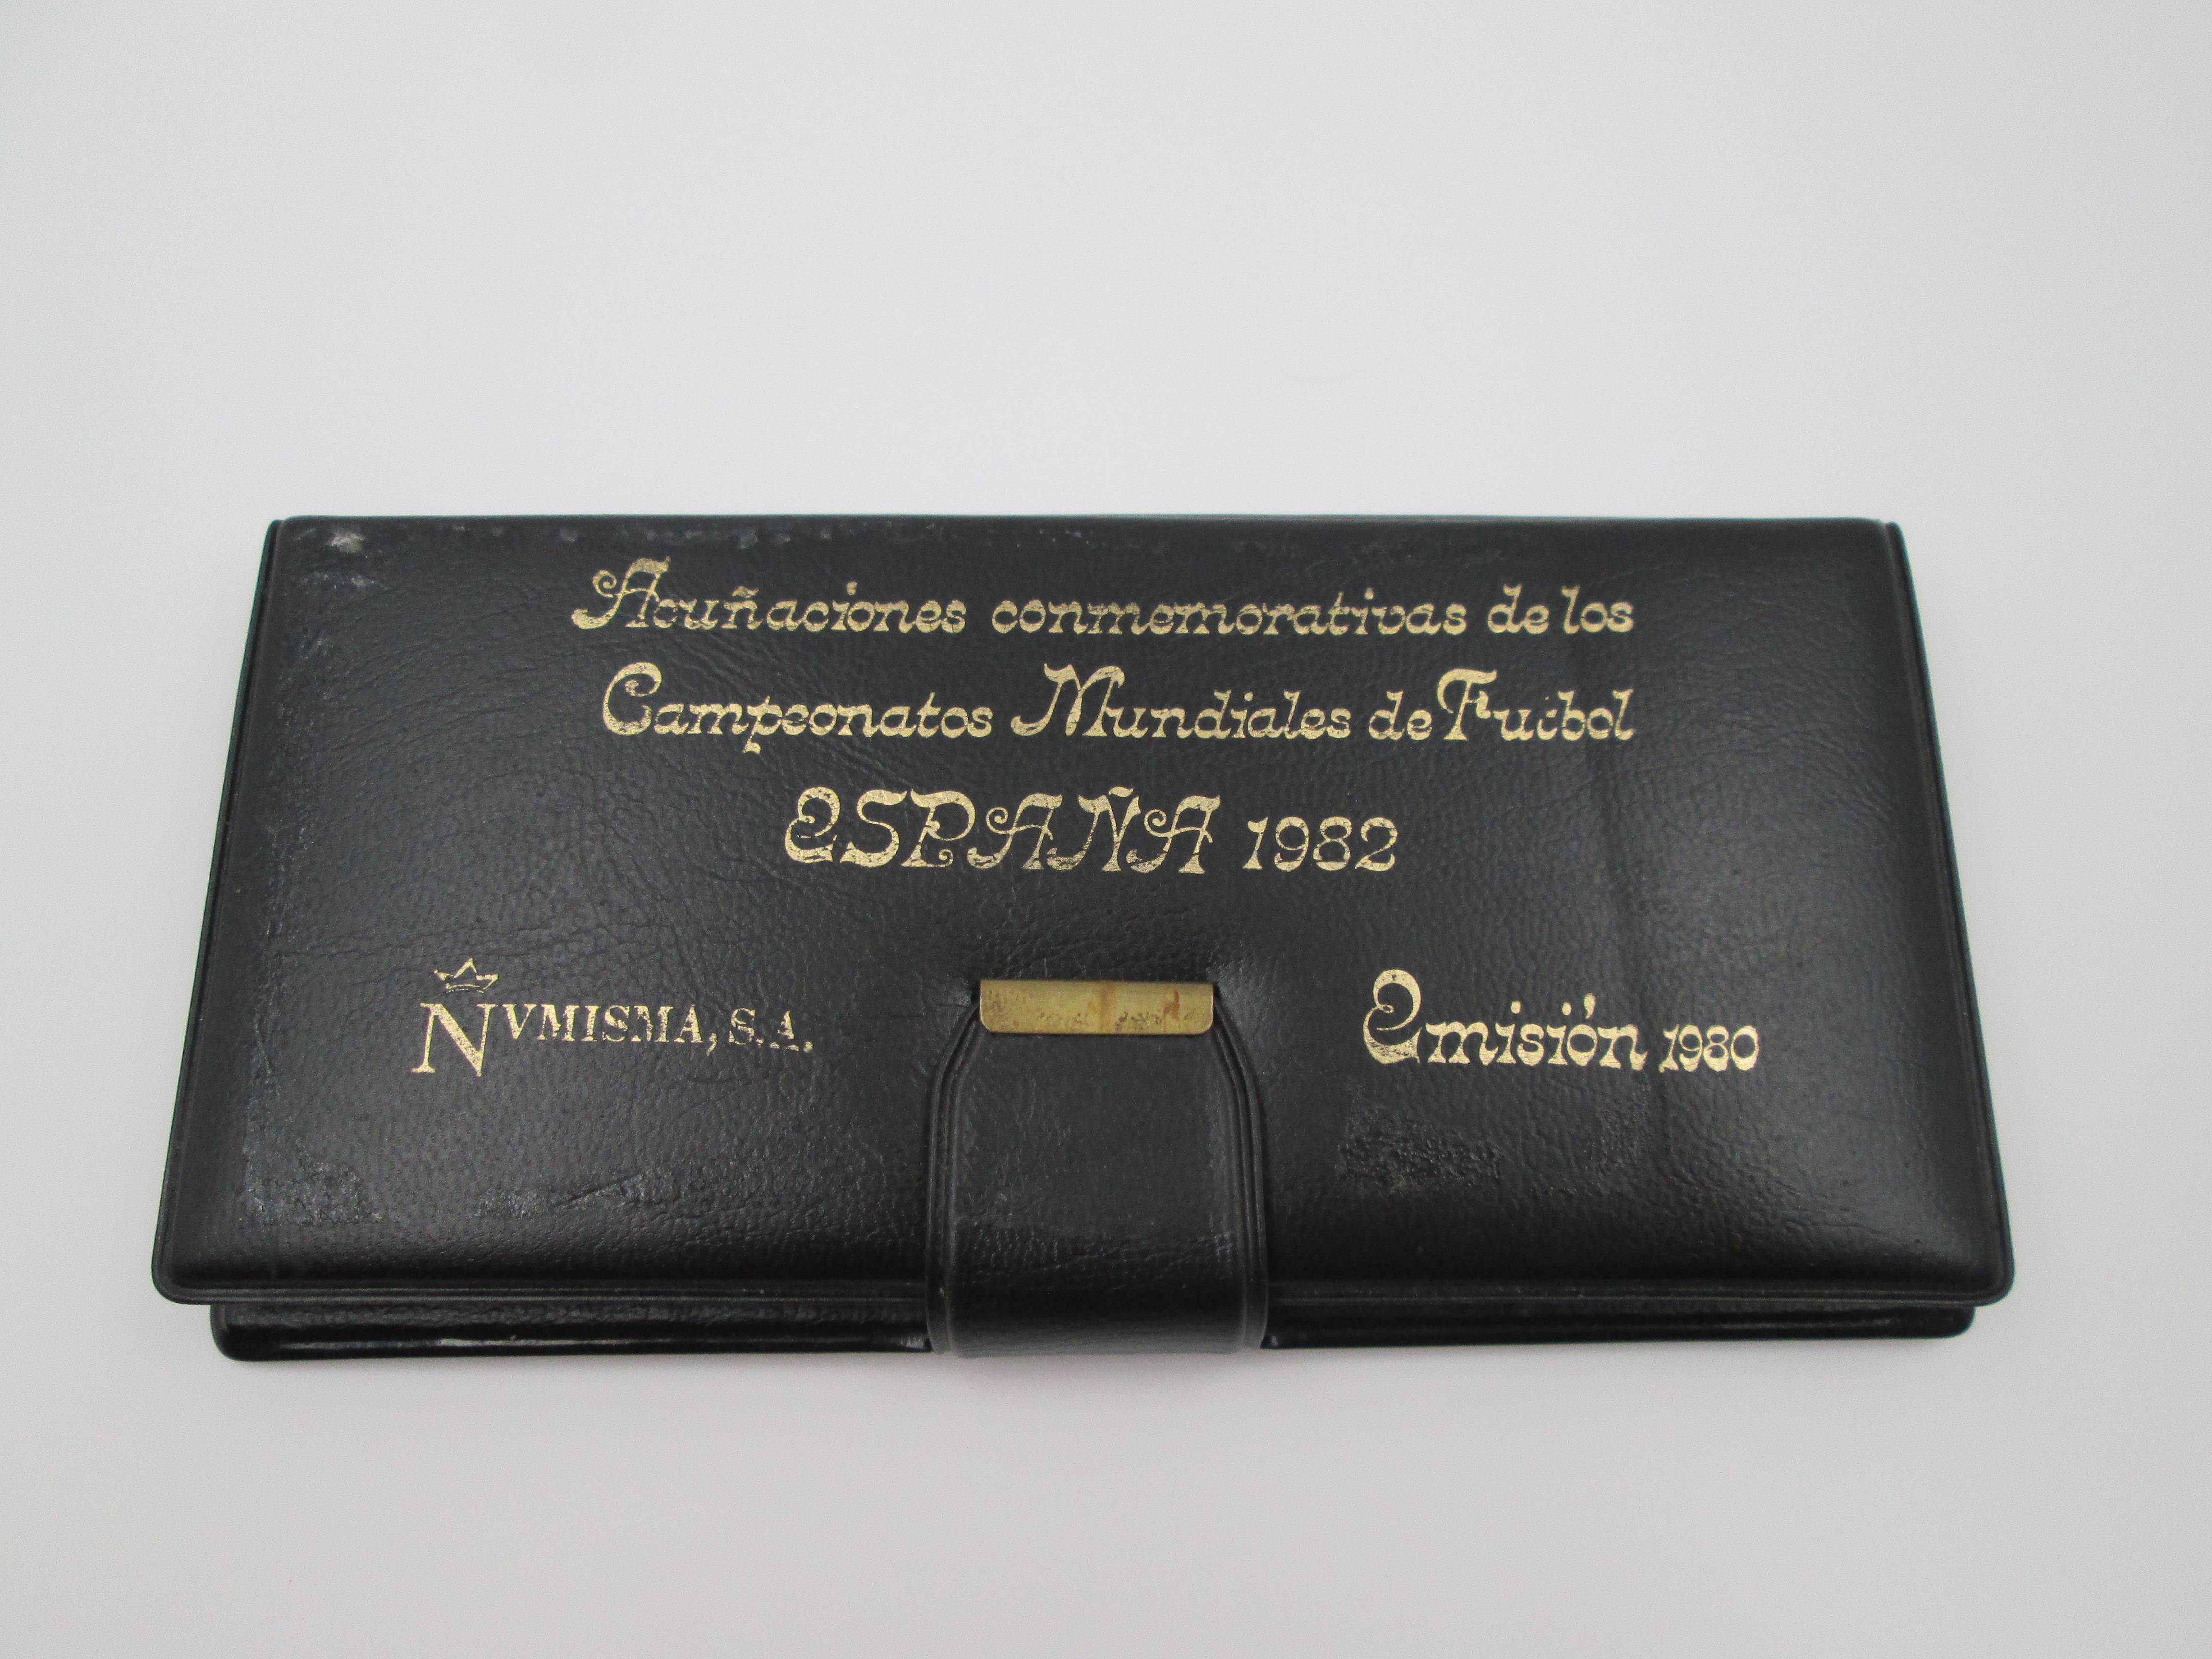 Acuñaciones conmemorativas de los
Campeonatos Mundiales de Futbol
ESPAÑA 1982
NVMISMA, S.A.
Emisión 1980